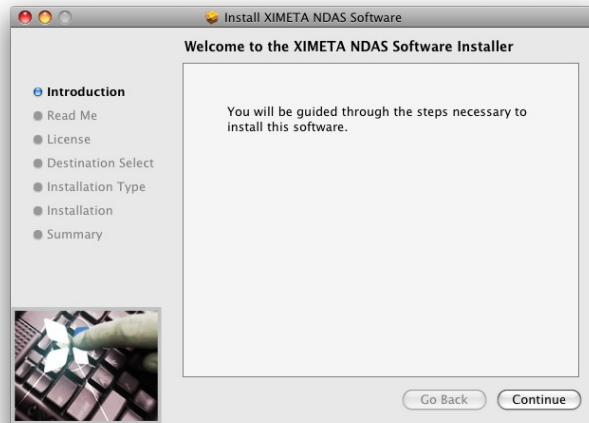 Install XIMETA NDAS Software
Welcome to the XIMETA NDAS Software Installer
Introduction
Read Me
License
Destination Select
Installation Type
Installation
Summary
You will be guided through the steps necessary to
install this software.
Go Back
Continue